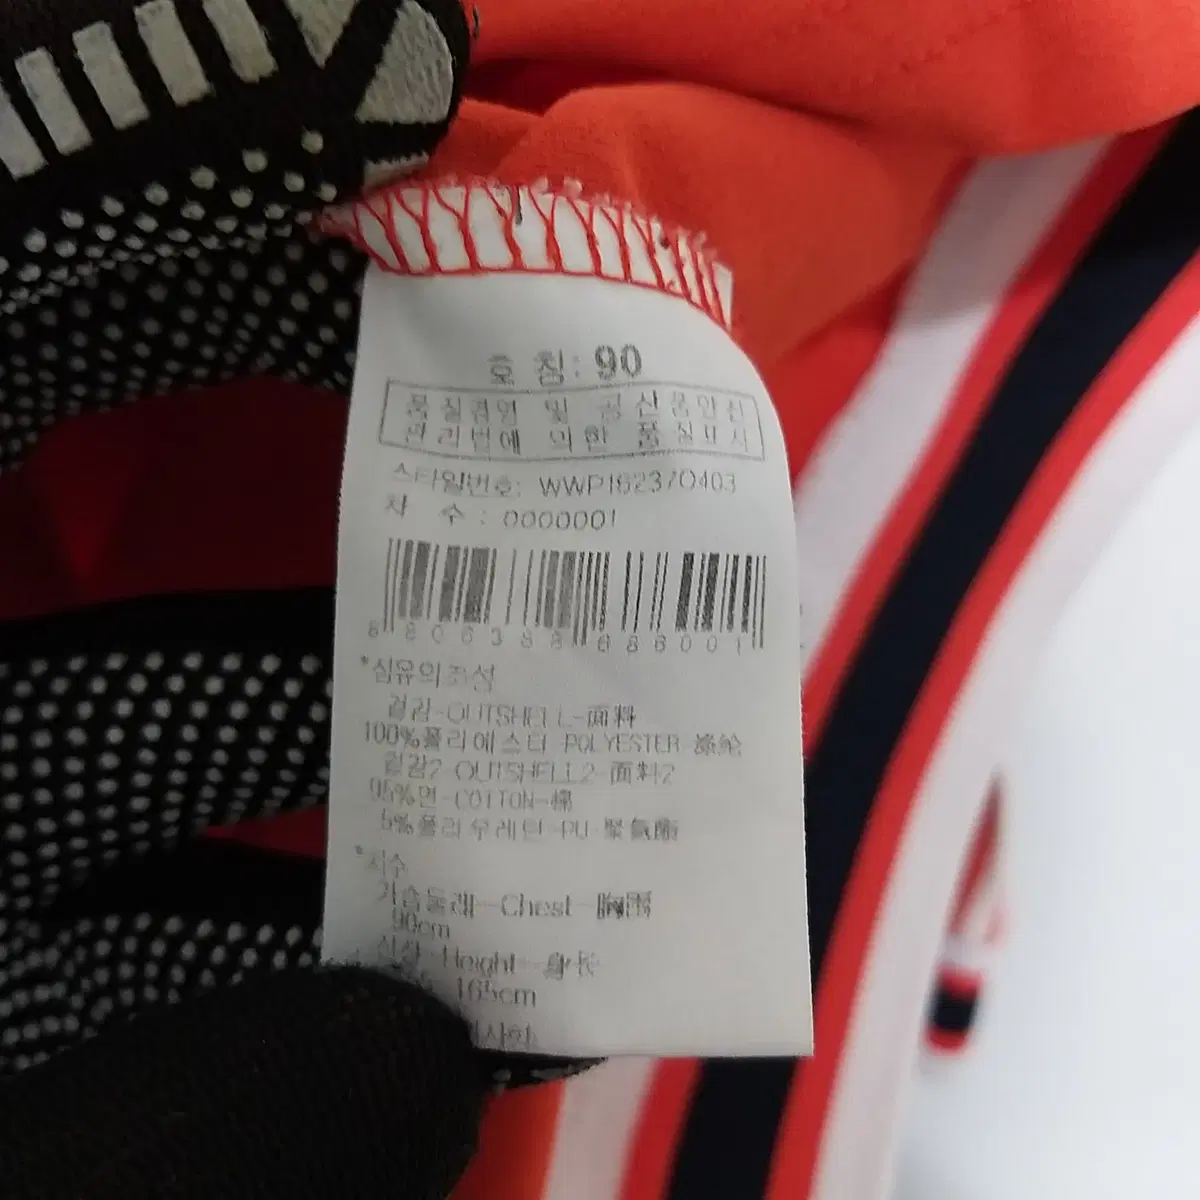 호 칭: 90
품질경영 및 공산품안전
관리법에 의한 품질표시
스타일번호: WWP16237O403
차 수: 0000001
8 806388 686001
*섬유의조성
겉감-OUTSHELL-面料
100%폴리에스터 POLYESTER 涤纶
겉감2-OUTSHELL2-面料2
95%면-COTTON-棉
5%폴리우레탄-PU 聚氨酯
*치수
가슴둘레-Chest-胸围
90cm
신장-Height-身长
165cm